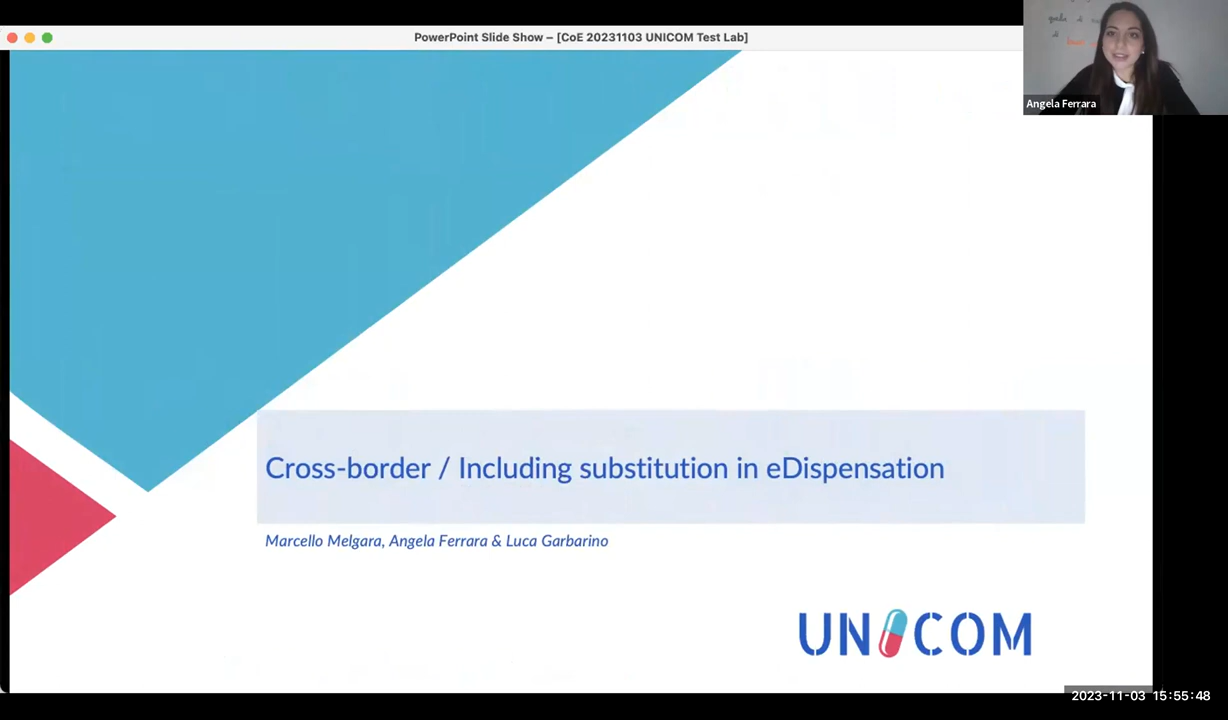 PowerPoint Slide Show – [CoE 20231103 UNICOM Test Lab]
Angela Ferrara
Cross-border / Including substitution in eDispensation
Marcello Melgara, Angela Ferrara & Luca Garbarino
UNICOM
2023-11-03 15:55:48